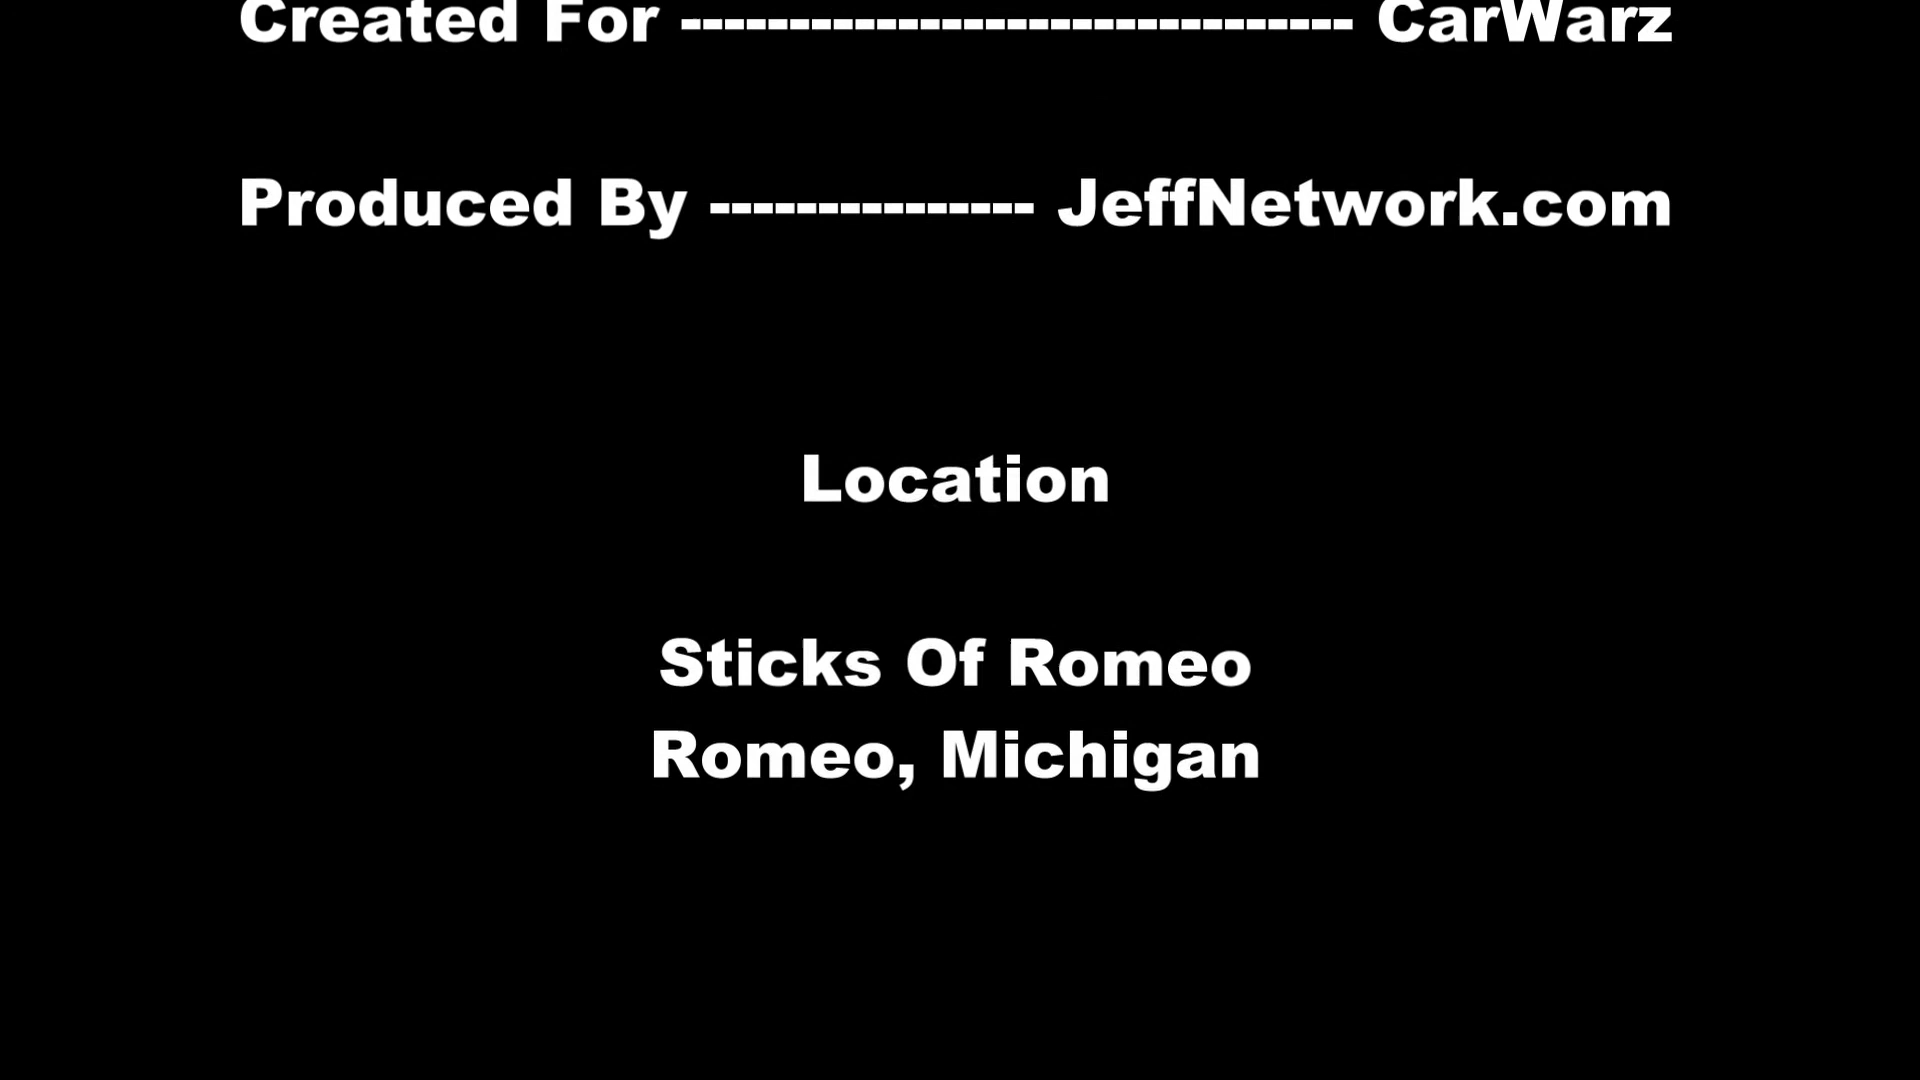 Created For ------------------------------- CarWarz
Produced By --------------- JeffNetwork.com
Location
Sticks Of Romeo
Romeo, Michigan